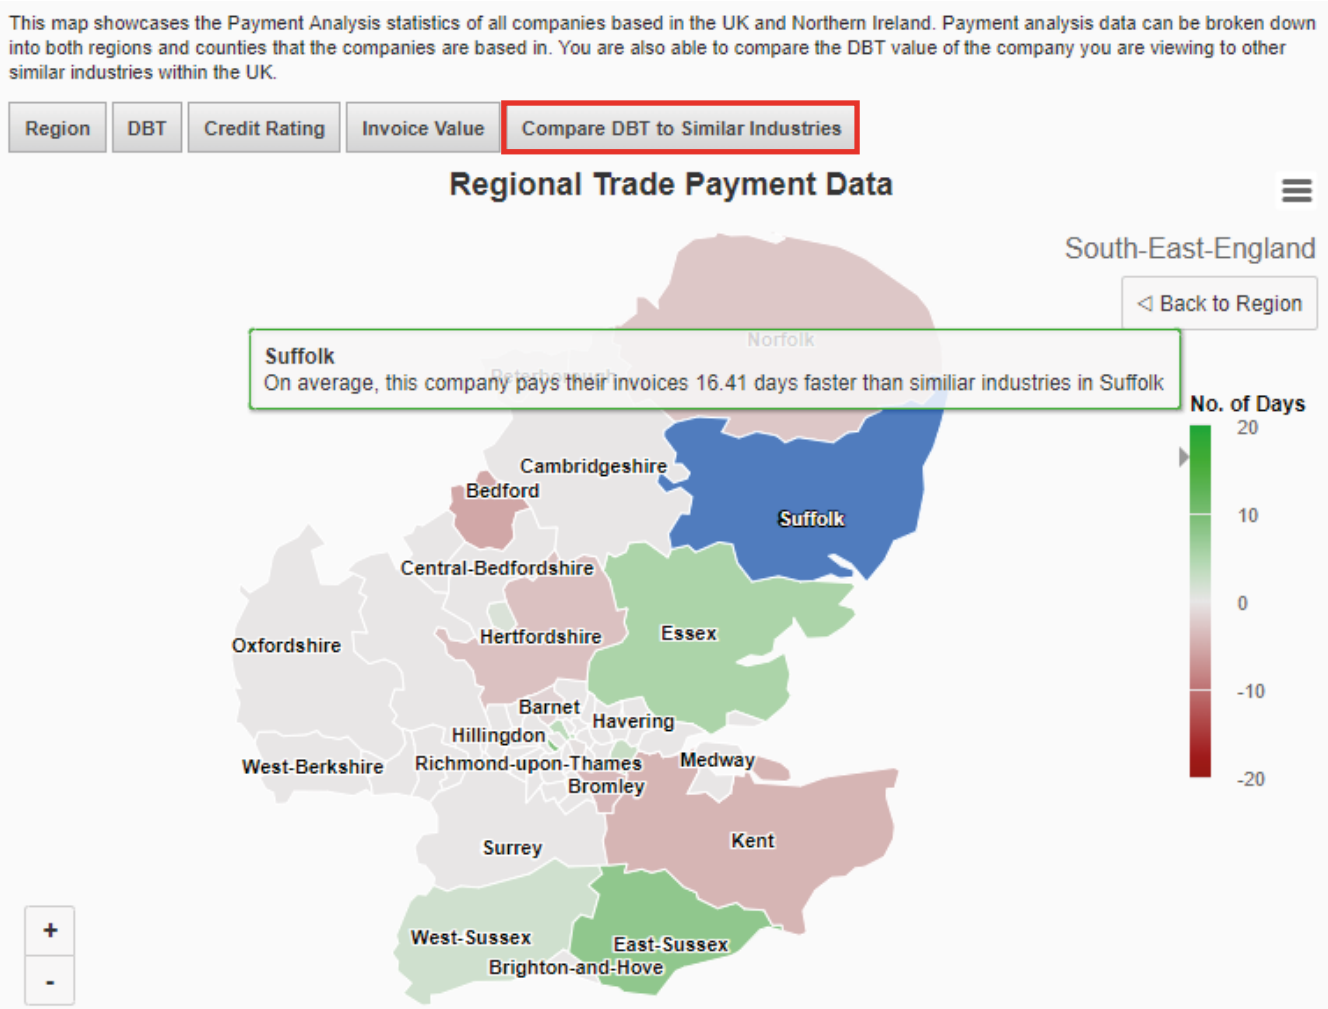 This map showcases the Payment Analysis statistics of all companies based in the UK and Northern Ireland. Payment analysis data can be broken down
into both regions and counties that the companies are based in. You are also able to compare the DBT value of the company you are viewing to other
similar industries within the UK.
Region DBT Credit Rating Invoice Value Compare DBT to Similar Industries
Regional Trade Payment Data
South-East-England
Back to Region
Norfolk
Suffolk
Peterborough
On average, this company pays their invoices 16.41 days faster than similiar industries in Suffolk
No. of Days
20
Cambridgeshire
Bedford
10
Suffolk
Central-Bedfordshire
0
Hertfordshire
Essex
Oxfordshire
-10
Barnet
Havering
Hillingdon
Medway
Richmond-upon-Thames
West-Berkshire
-20
Bromley
Kent
Surrey
+
West-Sussex
East-Sussex
Brighton-and-Hove
-